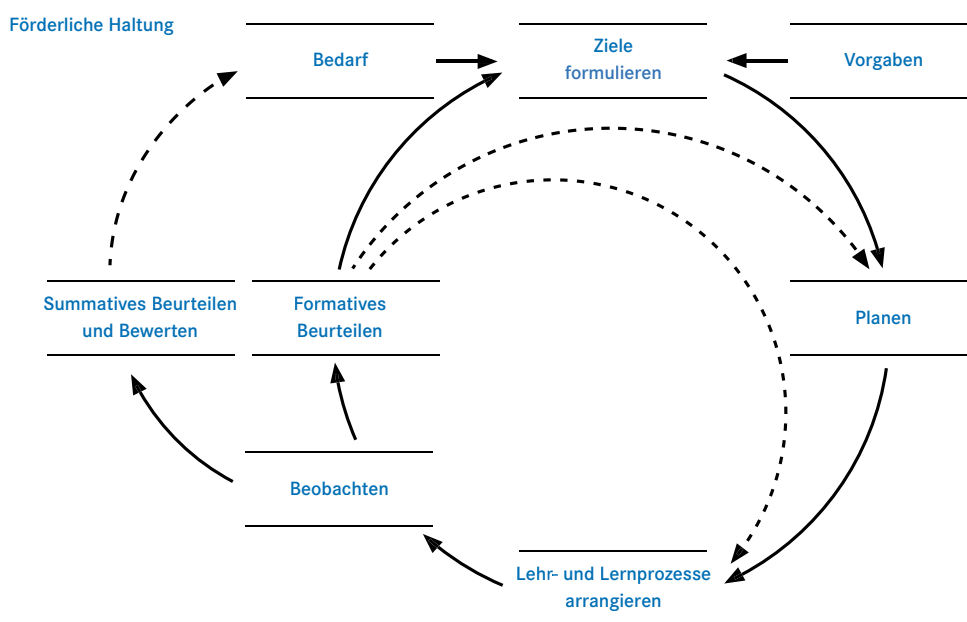 Förderliche Haltung
Bedarf
Ziele
formulieren
Vorgaben
Summatives Beurteilen
und Bewerten
Formatives
Beurteilen
Planen
Beobachten
Lehr- und Lernprozesse
arrangieren